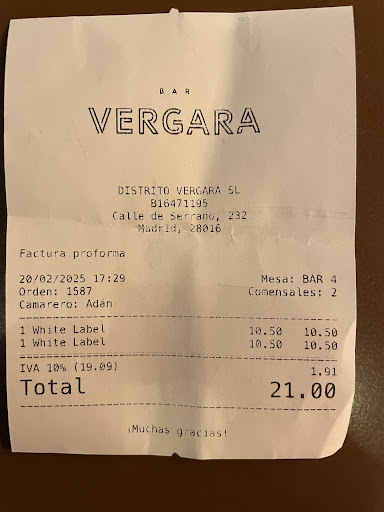 BAR
VERGARA
DISTRITO VERGARA SL
B16471195
Calle de Serrano, 232
Madrid, 28016
Factura proforma
20/02/2025 17:29 Mesa: BAR 4
Orden: 1587 Comensales: 2
Camarero: Adán
1 White Label 10.50 10.50
1 White Label 10.50 10.50
IVA 10% (19.09) 1.91
Total 21.00
¡Muchas gracias!